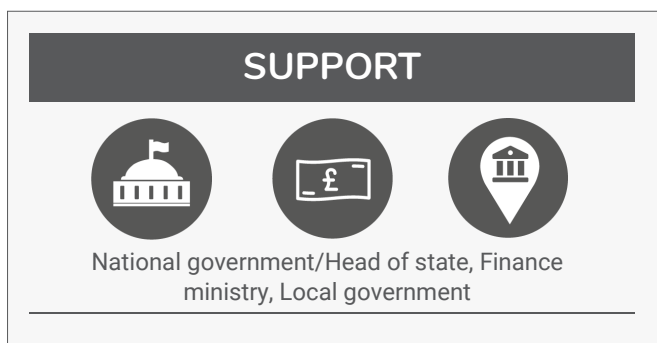 SUPPORT
£
National government/Head of state, Finance
ministry, Local government